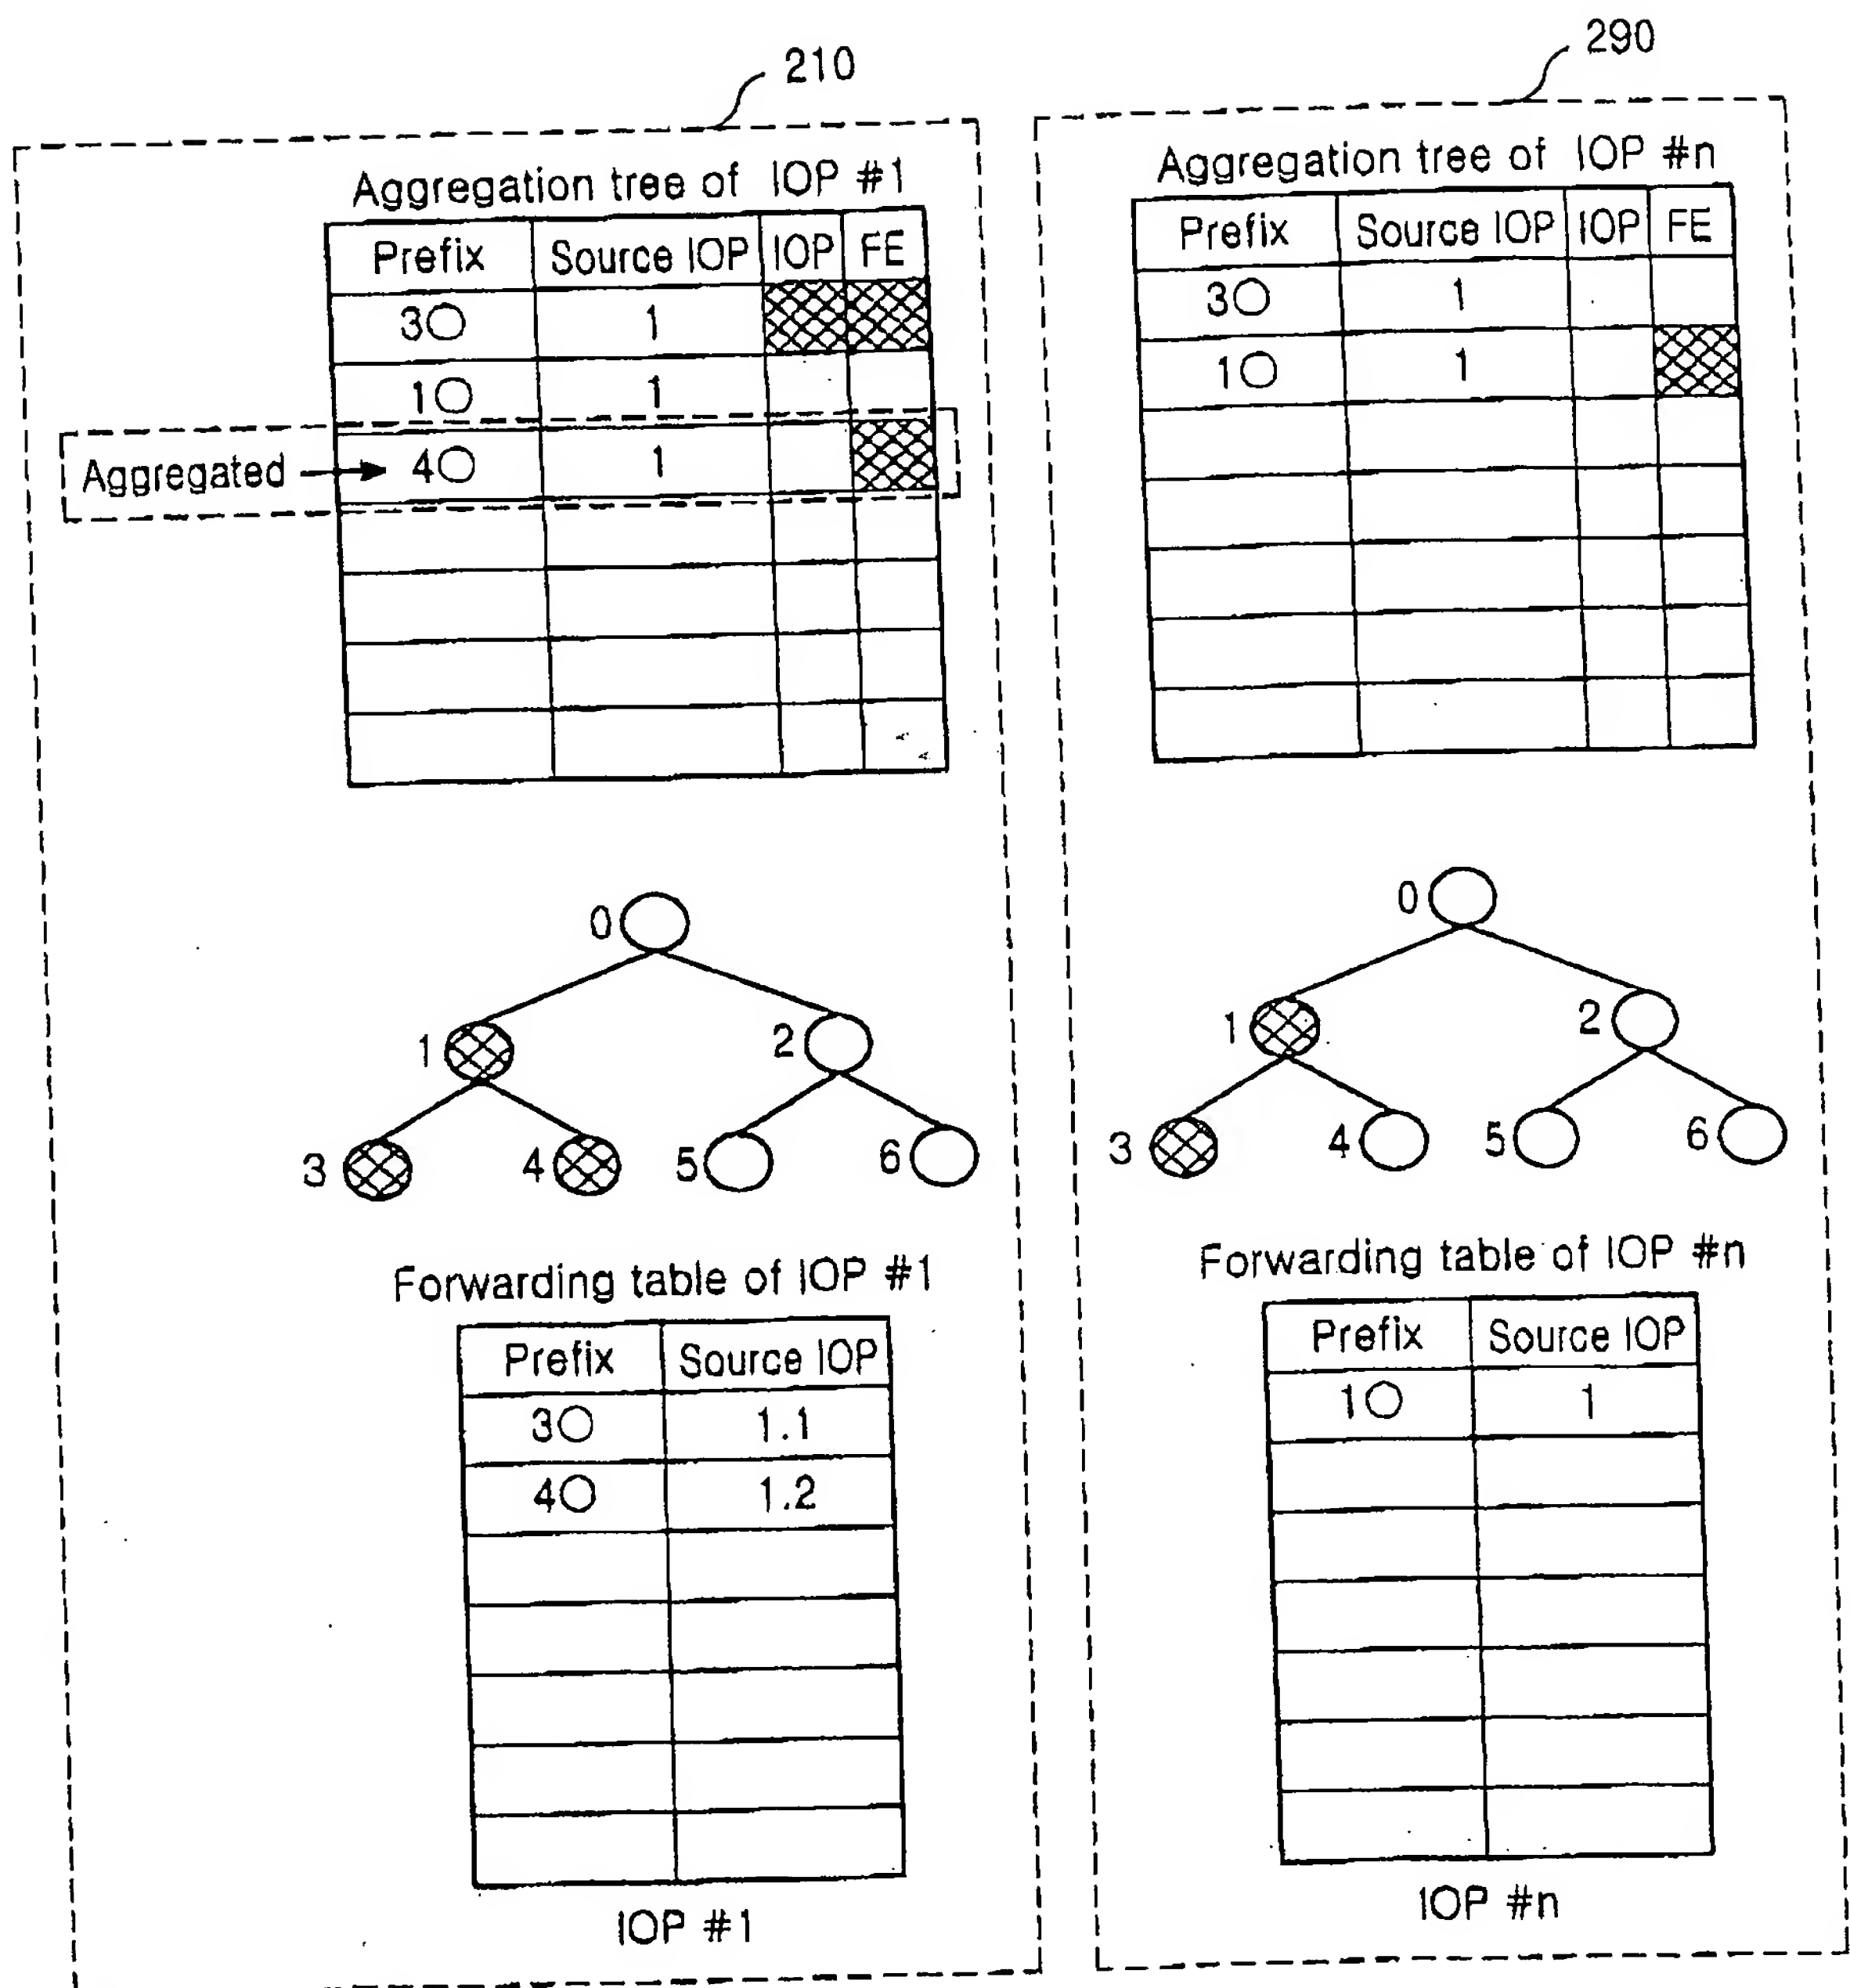 210
Aggregation tree of IOP #1
Prefix Source IOP IOP FE
3○ 1
1○ 1
Aggregated 4○ 1
0
1 2
3 4 5 6
Forwarding table of IOP #1
Prefix Source IOP
3○ 1.1
4○ 1.2
IOP #1
290
Aggregation tree of IOP #n
Prefix Source IOP IOP FE
3○ 1
1○ 1
0
1 2
3 4 5 6
Forwarding table of IOP #n
Prefix Source IOP
1○ 1
IOP #n